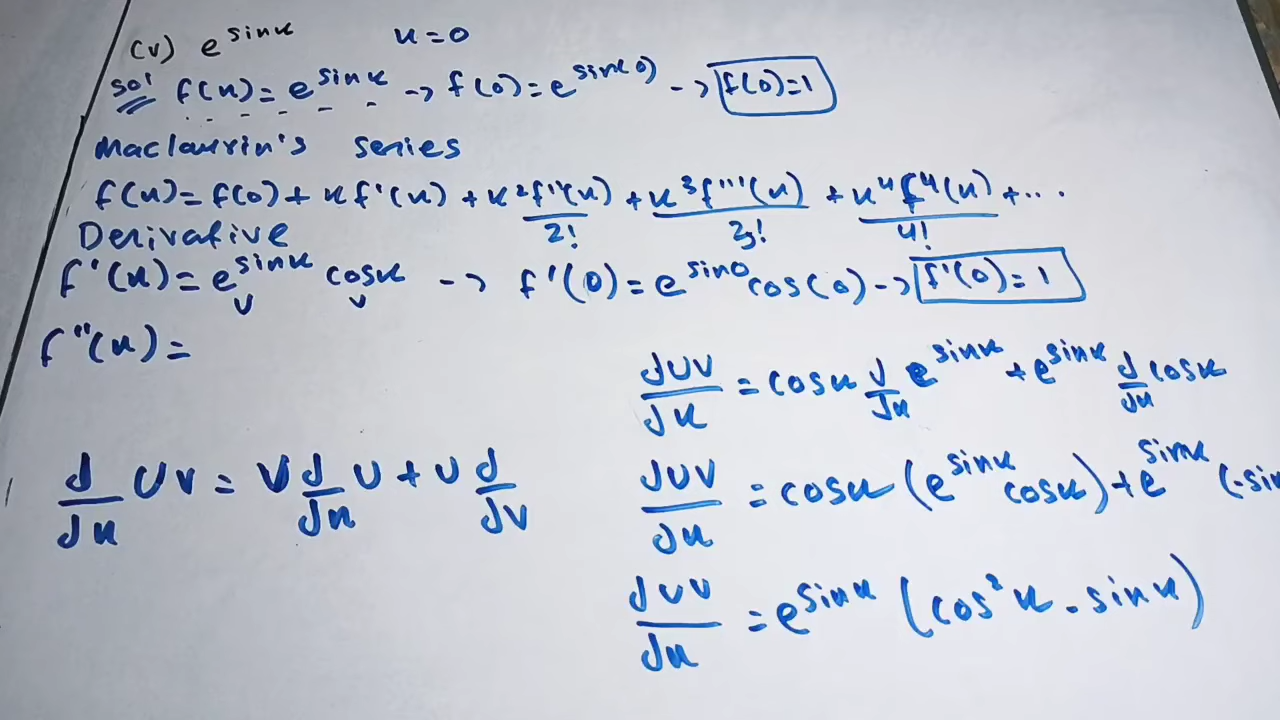 (v) e^sinx x=0
sol f(x)=e^sinx → f(0)=e^sin(0) → f(0)=1
Maclaurin's series
f(x)=f(0)+xf'(x)+x²f''(x)/2!+x³f'''(x)/3!+x⁴f⁴(x)/4!+....
Derivative
f'(x)=e^sinx cosx → f'(0)=e^sin0 cos(0) → f'(0)=1
U V
f''(x)=
dUV/dx = cosx d/dx e^sinx + e^sinx d/dx cosx
d/dx UV = V d/dx U + U d/dV
dUV/dx = cosx (e^sinx cosx)+e^sinx (-sin
dUV/dx = e^sinx (cos²x - sinx)